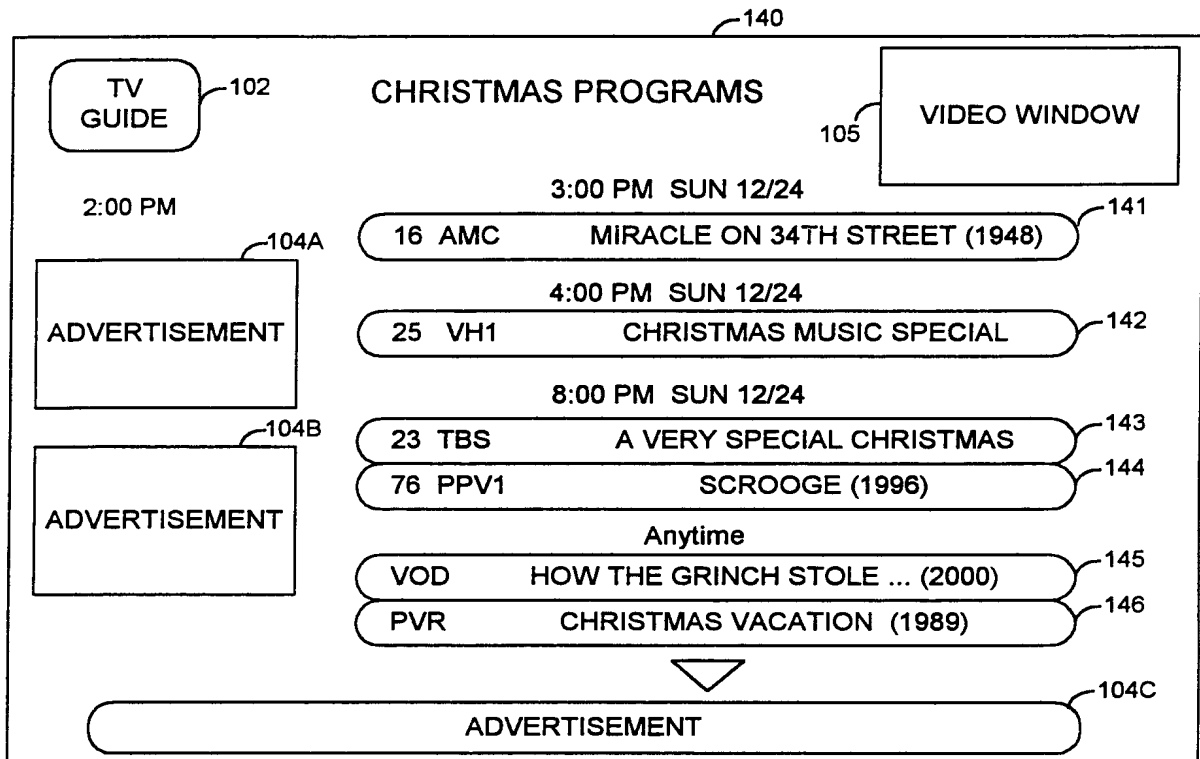 140
TV
GUIDE
102
CHRISTMAS PROGRAMS
105
VIDEO WINDOW
2:00 PM
3:00 PM SUN 12/24
16 AMC MIRACLE ON 34TH STREET (1948)
141
104A
ADVERTISEMENT
4:00 PM SUN 12/24
25 VH1 CHRISTMAS MUSIC SPECIAL
142
8:00 PM SUN 12/24
104B
ADVERTISEMENT
23 TBS A VERY SPECIAL CHRISTMAS
143
76 PPV1 SCROOGE (1996)
144
Anytime
VOD HOW THE GRINCH STOLE ... (2000)
145
PVR CHRISTMAS VACATION (1989)
146
104C
ADVERTISEMENT